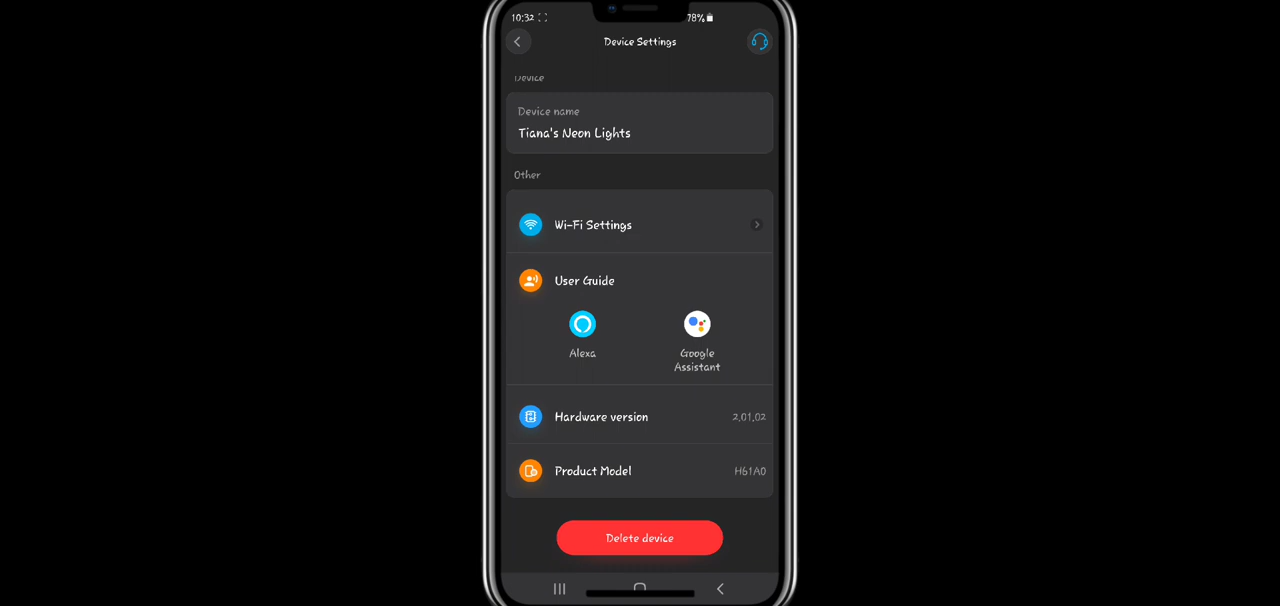 10:32
78%
Device Settings
Device
Device name
Tiana's Neon Lights
Other
Wi-Fi Settings
User Guide
Alexa
Google
Assistant
Hardware version
2.01.02
Product Model
H61A0
Delete device